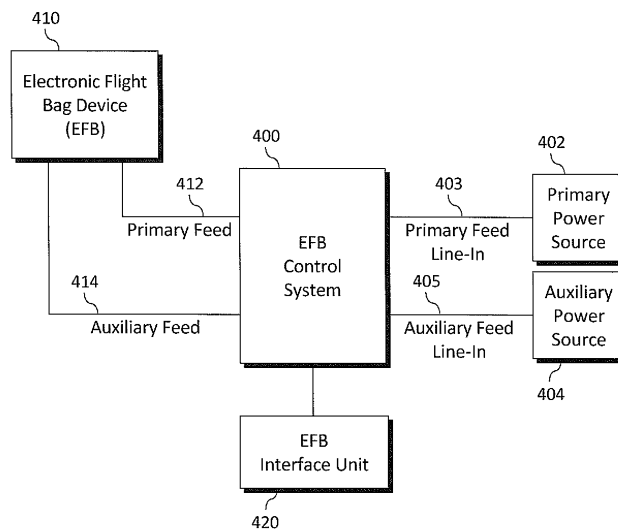 410
Electronic Flight
Bag Device
(EFB)
400
402
412
403
Primary Feed
EFB
Control
System
Primary Feed
Line-In
Primary
Power
Source
414
405
Auxiliary Feed
Auxiliary Feed
Line-In
Auxiliary
Power
Source
404
EFB
Interface Unit
420